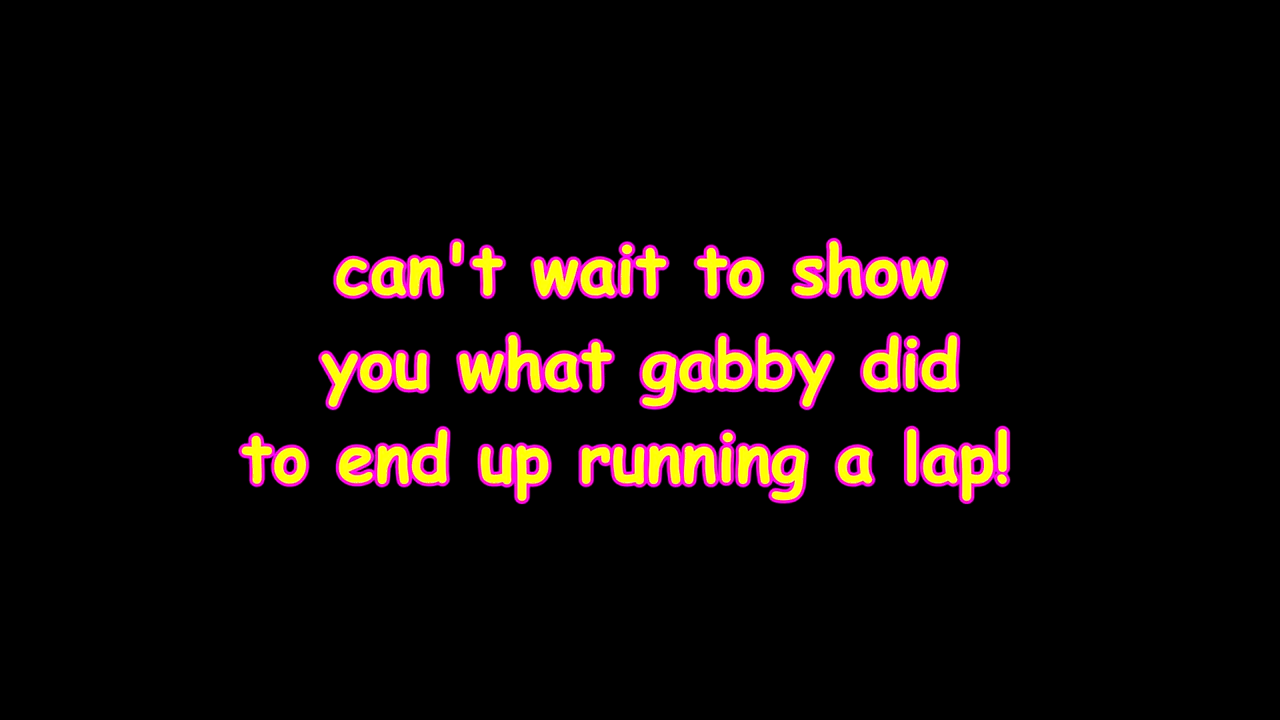 can't wait to show
you what gabby did
to end up running a lap!